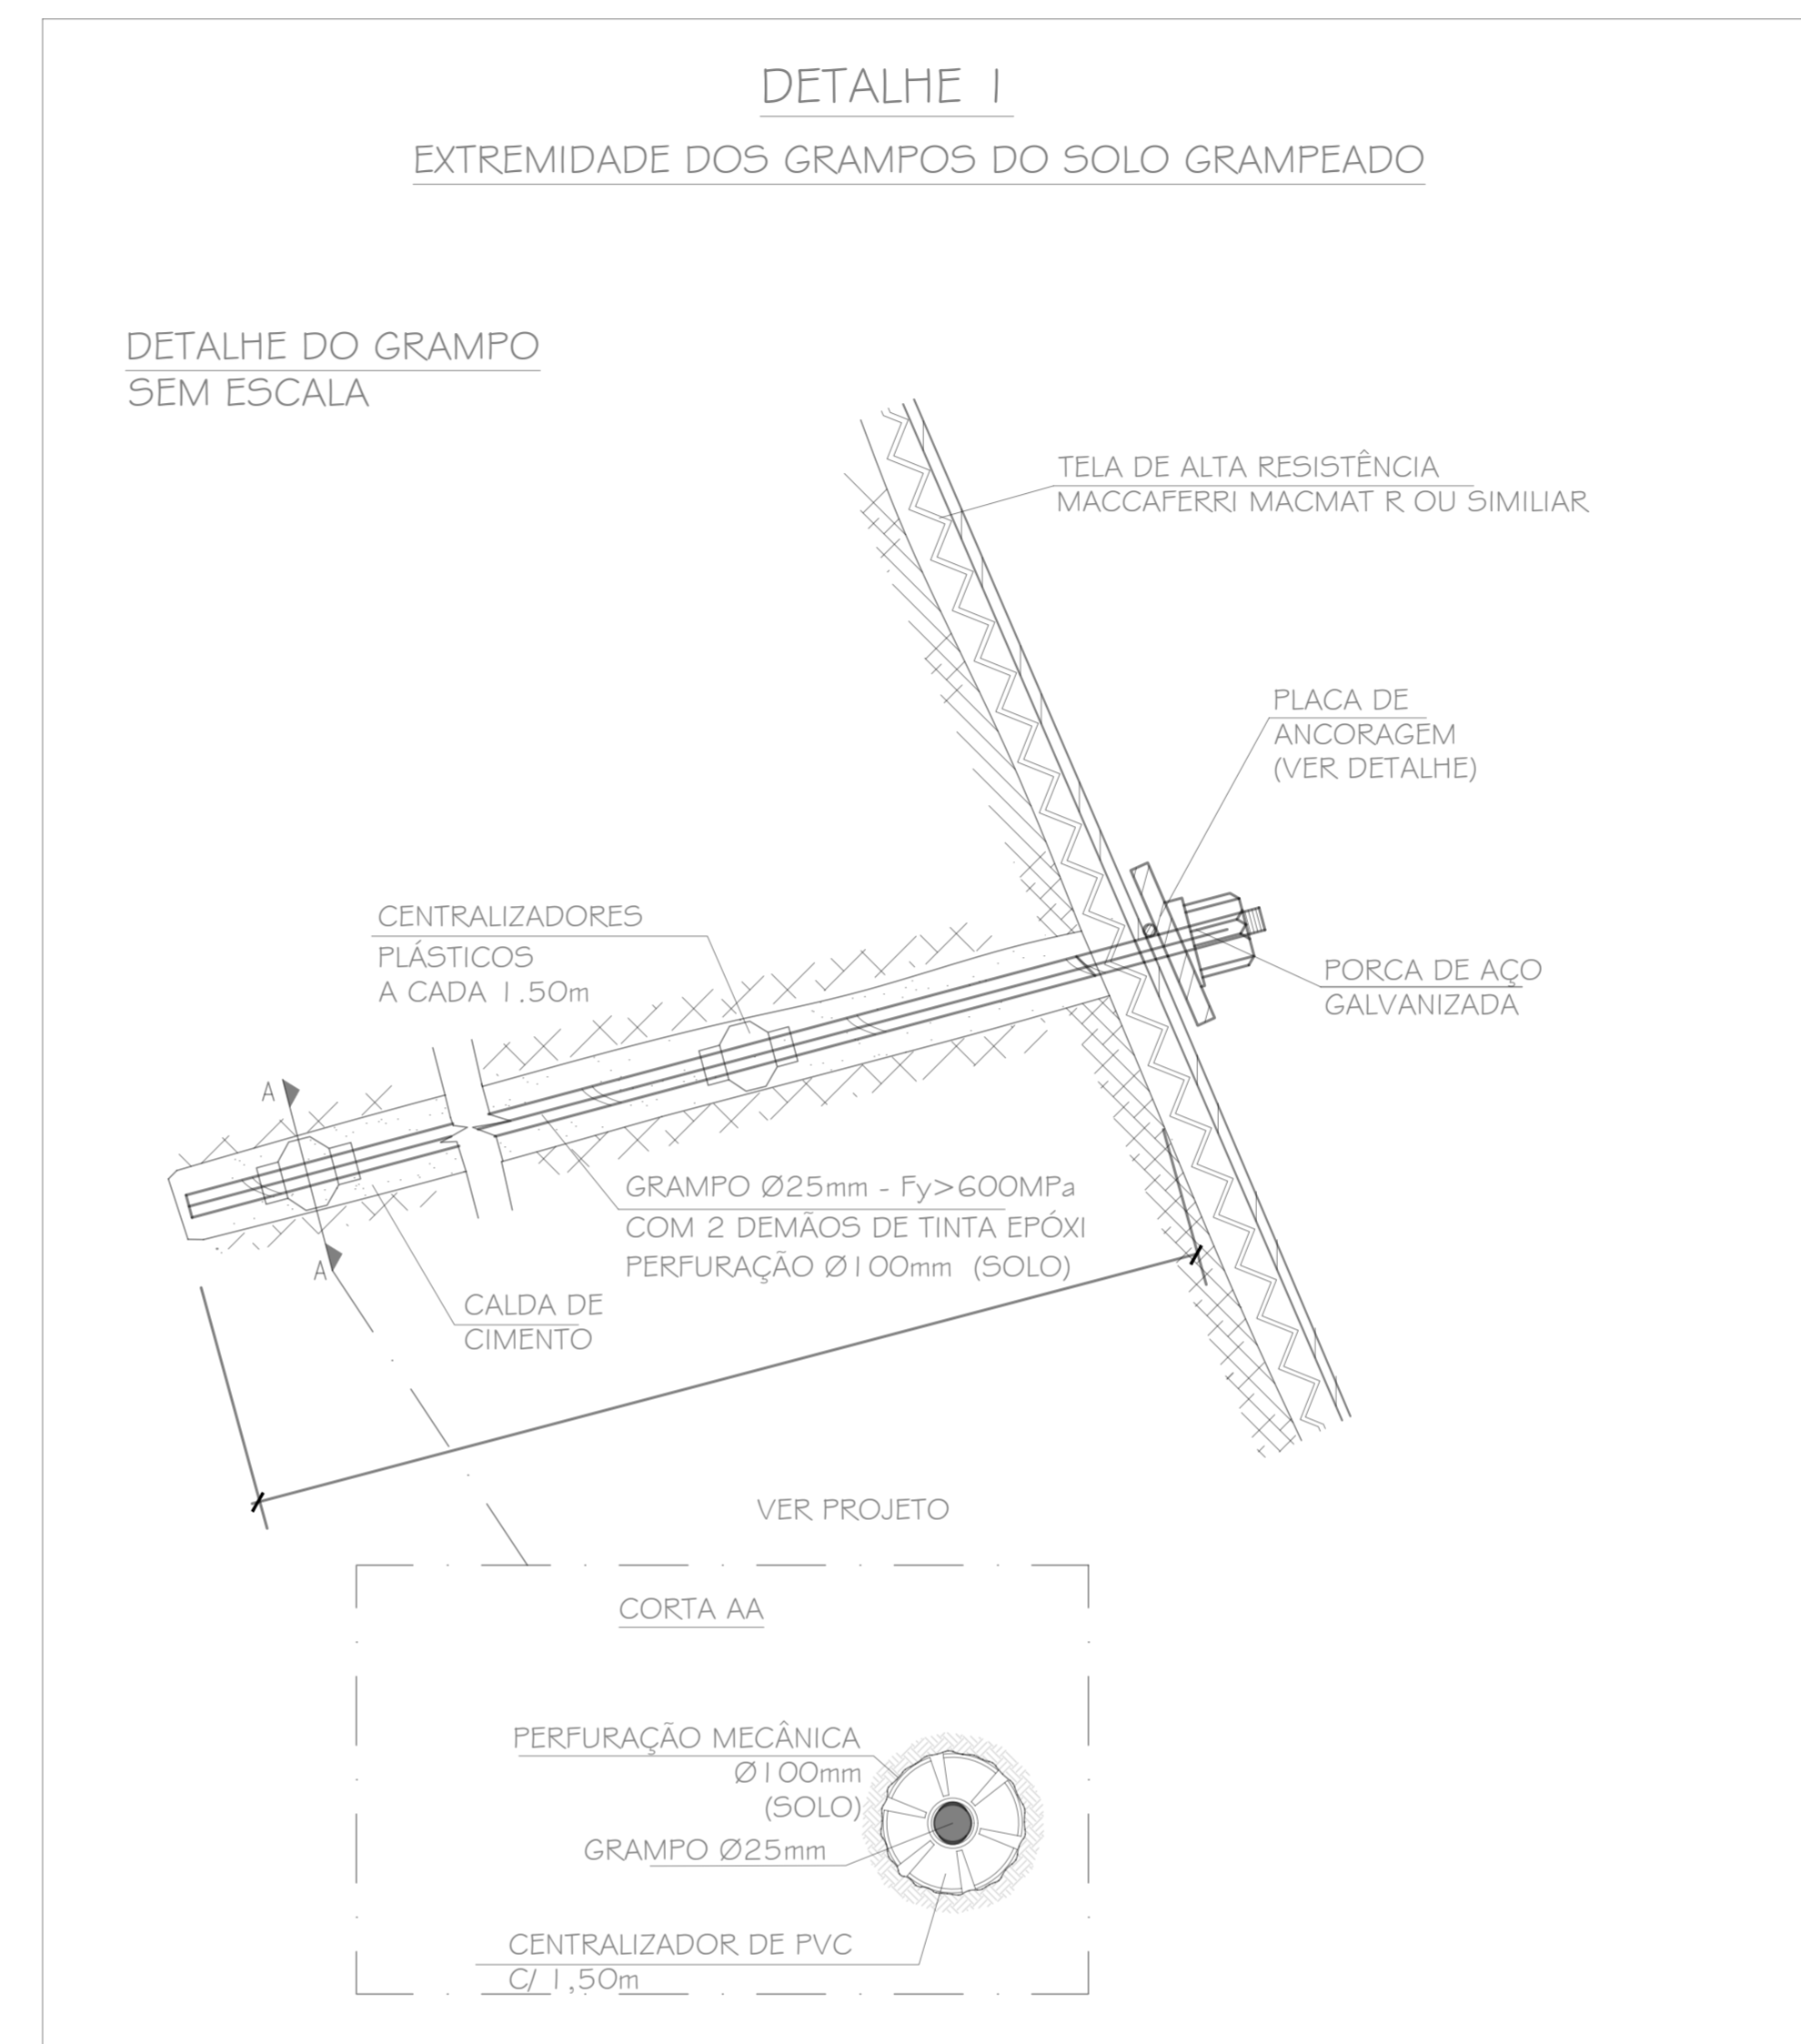 DETALHE 1
EXTREMIDADE DOS GRAMPOS DO SOLO GRAMPEADO
DETALHE DO GRAMPO
SEM ESCALA
TELA DE ALTA RESISTÊNCIA
MACCAFERRI MACMAT R OU SIMILIAR
PLACA DE
ANCORAGEM
(VER DETALHE)
CENTRALIZADORES
PLÁSTICOS
A CADA 1.50m
PORCA DE AÇO
GALVANIZADA
A
A
GRAMPO Ø25mm - Fy>600MPa
COM 2 DEMÃOS DE TINTA EPÓXI
PERFURAÇÃO Ø100mm (SOLO)
CALDA DE
CIMENTO
VER PROJETO
CORTA AA
PERFURAÇÃO MECÂNICA
Ø100mm
(SOLO)
GRAMPO Ø25mm
CENTRALIZADOR DE PVC
C/ 1,50m